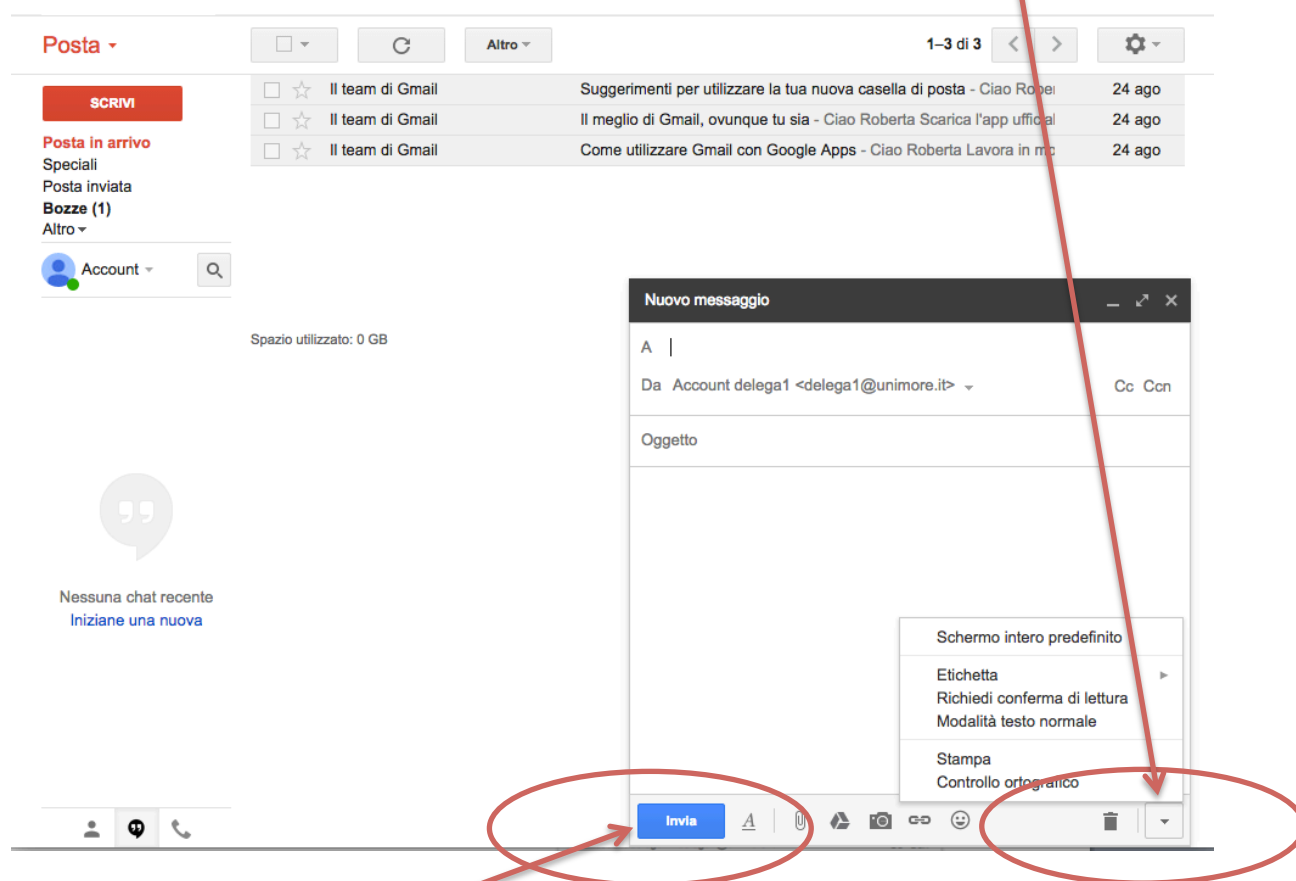 Posta
Altro
1–3 di 3
SCRIVI
Il team di Gmail Suggerimenti per utilizzare la tua nuova casella di posta - Ciao 24 ago
Il team di Gmail Il meglio di Gmail, ovunque tu sia - Ciao Roberta Scarica l'app 24 ago
Il team di Gmail Come utilizzare Gmail con Google Apps - Ciao Roberta Lavora in 24 ago
Posta in arrivo
Speciali
Posta inviata
Bozze (1)
Altro
Account
Spazio utilizzato: 0 GB
Nessuna chat recente
Iniziane una nuova
Nuovo messaggio
A
Da Account delega1 <delega1@unimore.it> Cc Ccn
Oggetto
Schermo intero predefinito
Etichetta
Richiedi conferma di lettura
Modalità testo normale
Stampa
Controllo ortografico
Invia A